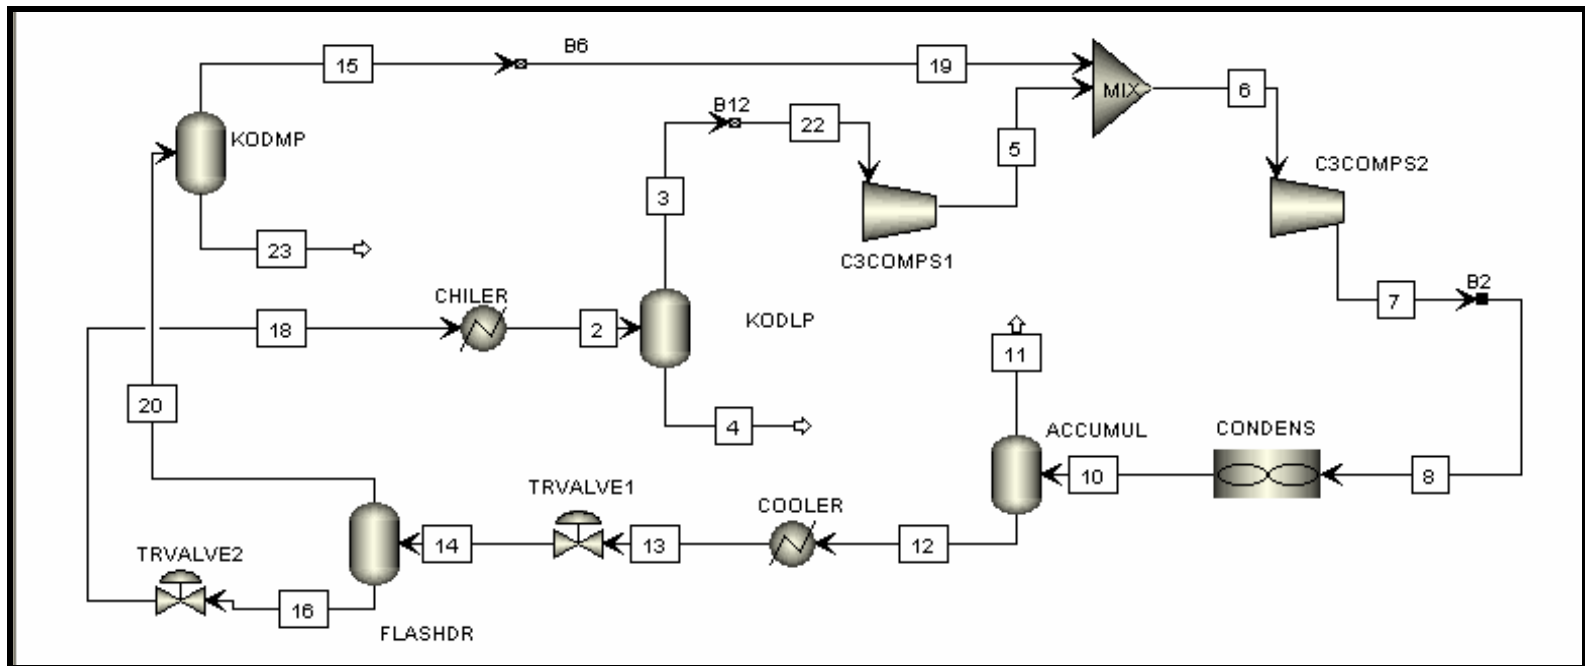 B6
15
19
MIX
6
B12
22
KODMP
5
C3COMPS2
3
23
C3COMPS1
7
B2
CHILER
18
2
KODLP
11
20
4
ACCUMUL
CONDENS
10
8
TRVALVE1
COOLER
14
13
12
TRVALVE2
16
FLASHDR